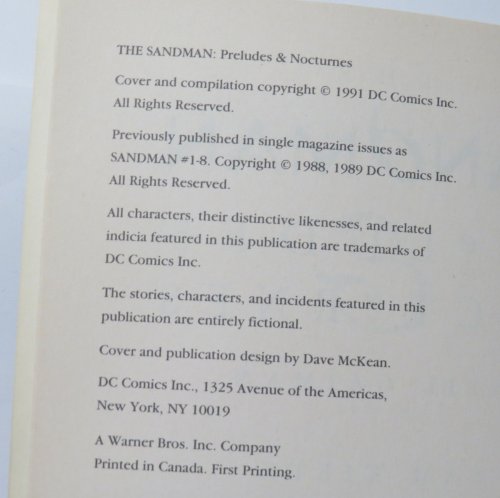 THE SANDMAN: Preludes & Nocturnes
Cover and compilation copyright © 1991 DC Comics Inc.
All Rights Reserved.
Previously published in single magazine issues as
SANDMAN #1-8. Copyright © 1988, 1989 DC Comics Inc.
All Rights Reserved.
All characters, their distinctive likenesses, and related
indicia featured in this publication are trademarks of
DC Comics Inc.
The stories, characters, and incidents featured in this
publication are entirely fictional.
Cover and publication design by Dave McKean.
DC Comics Inc., 1325 Avenue of the Americas,
New York, NY 10019
A Warner Bros. Inc. Company
Printed in Canada. First Printing.